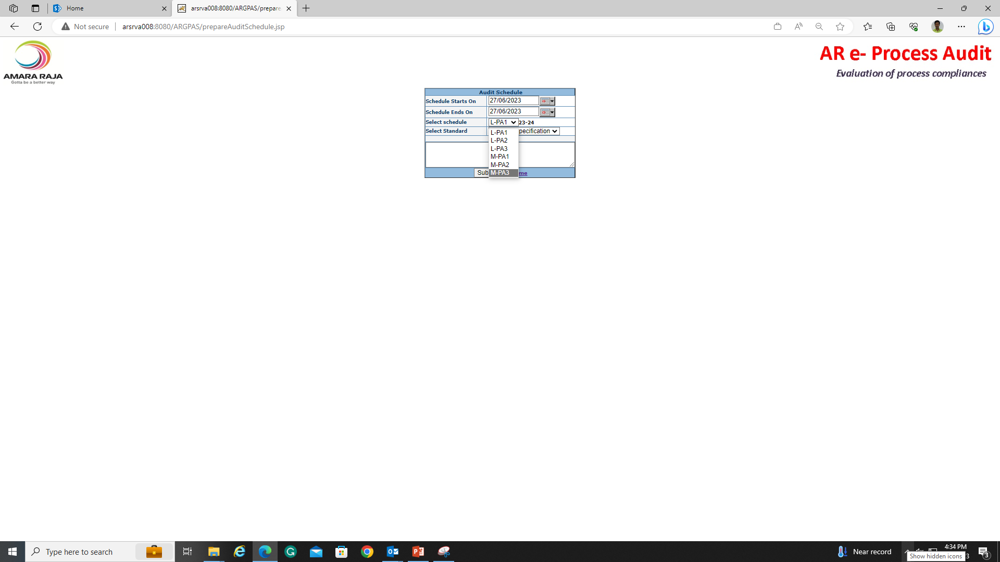 Home
arsrva008:8080/ARGPAS/prepare
Not secure
arsrva008:8080/ARGPAS/prepareAuditSchedule.jsp
AMARA RAJA
Gotta be a better way
AR e- Process Audit
Evaluation of process compliances
Audit Schedule
Schedule Starts On 27/06/2023
Schedule Ends On 27/06/2023
Select schedule L-PA1 23-24
Select Standard pecification
L-PA1
L-PA2
L-PA3
M-PA1
M-PA2
M-PA3
Sub me
Type here to search
Near record
4:34 PM
3
Show hidden icons
3